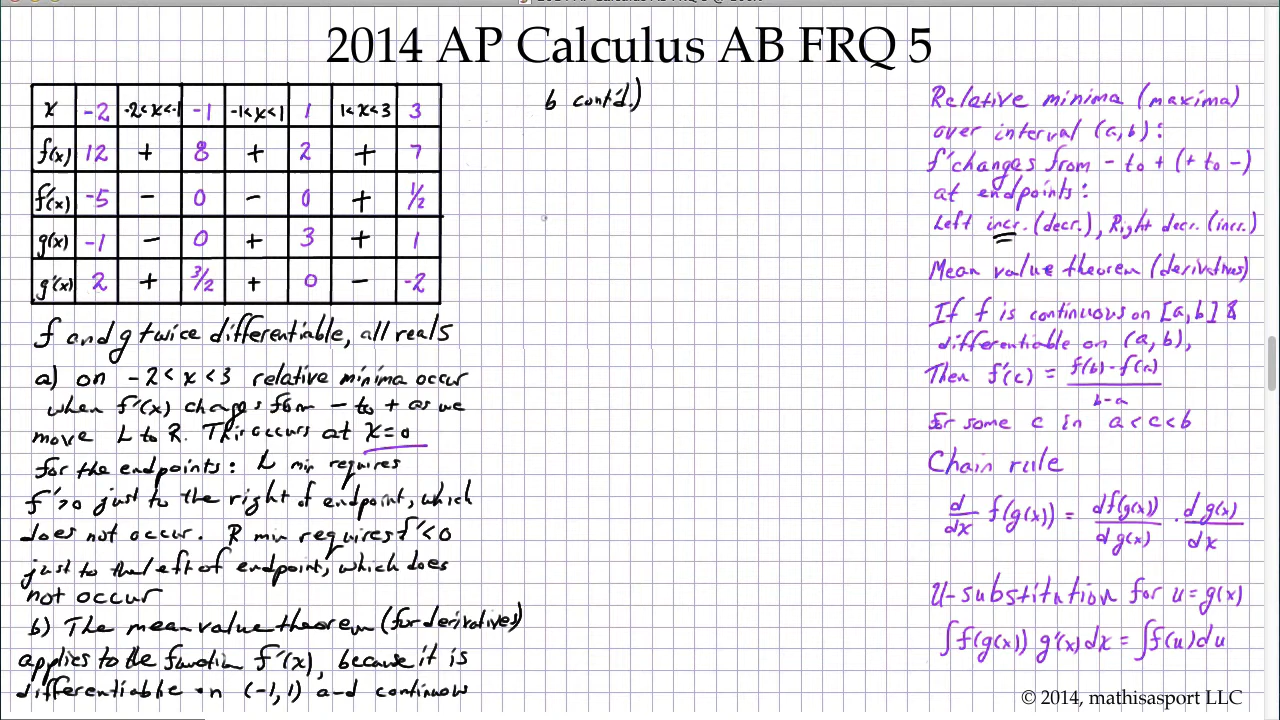 2014 AP Calculus AB FRQ 5
x -2 -2<x<-1 -1 -1<x<1 1 1<x<3 3
f(x) 12 + 8 + 2 + 7
f'(x) -5 - 0 - 0 + 1/2
g(x) -1 - 0 + 3 + 1
g'(x) 2 + 3/2 + 0 - -2
f and g twice differentiable, all reals
a) on -2<x<3 relative minima occur
when f'(x) changes from - to + as we
move L to R. This occurs at x=0
for the endpoints: L min requires
f'>0 just to the right of endpoint, which
does not occur. R min requires f'<0
just to the left of endpoint, which does
not occur
b) The mean value theorem (for derivatives)
applies to the function f'(x), because it is
differentiable on (-1,1) and continuous
b cont'd.)
Relative minima (maxima)
over interval (a,b):
f' changes from - to + (+ to -)
at endpoints:
Left incr. (decr.), Right decr. (incr.)
Mean value theorem (derivatives)
If f is continuous on [a,b] &
differentiable on (a,b),
Then f'(c) = f(b)-f(a) / b-a
for some c in a<c<b
Chain rule
d/dx f(g(x)) = df(g(x))/dg(x) · dg(x)/dx
U-substitution for u=g(x)
∫f(g(x)) g'(x)dx = ∫f(u)du
© 2014, mathisasport LLC